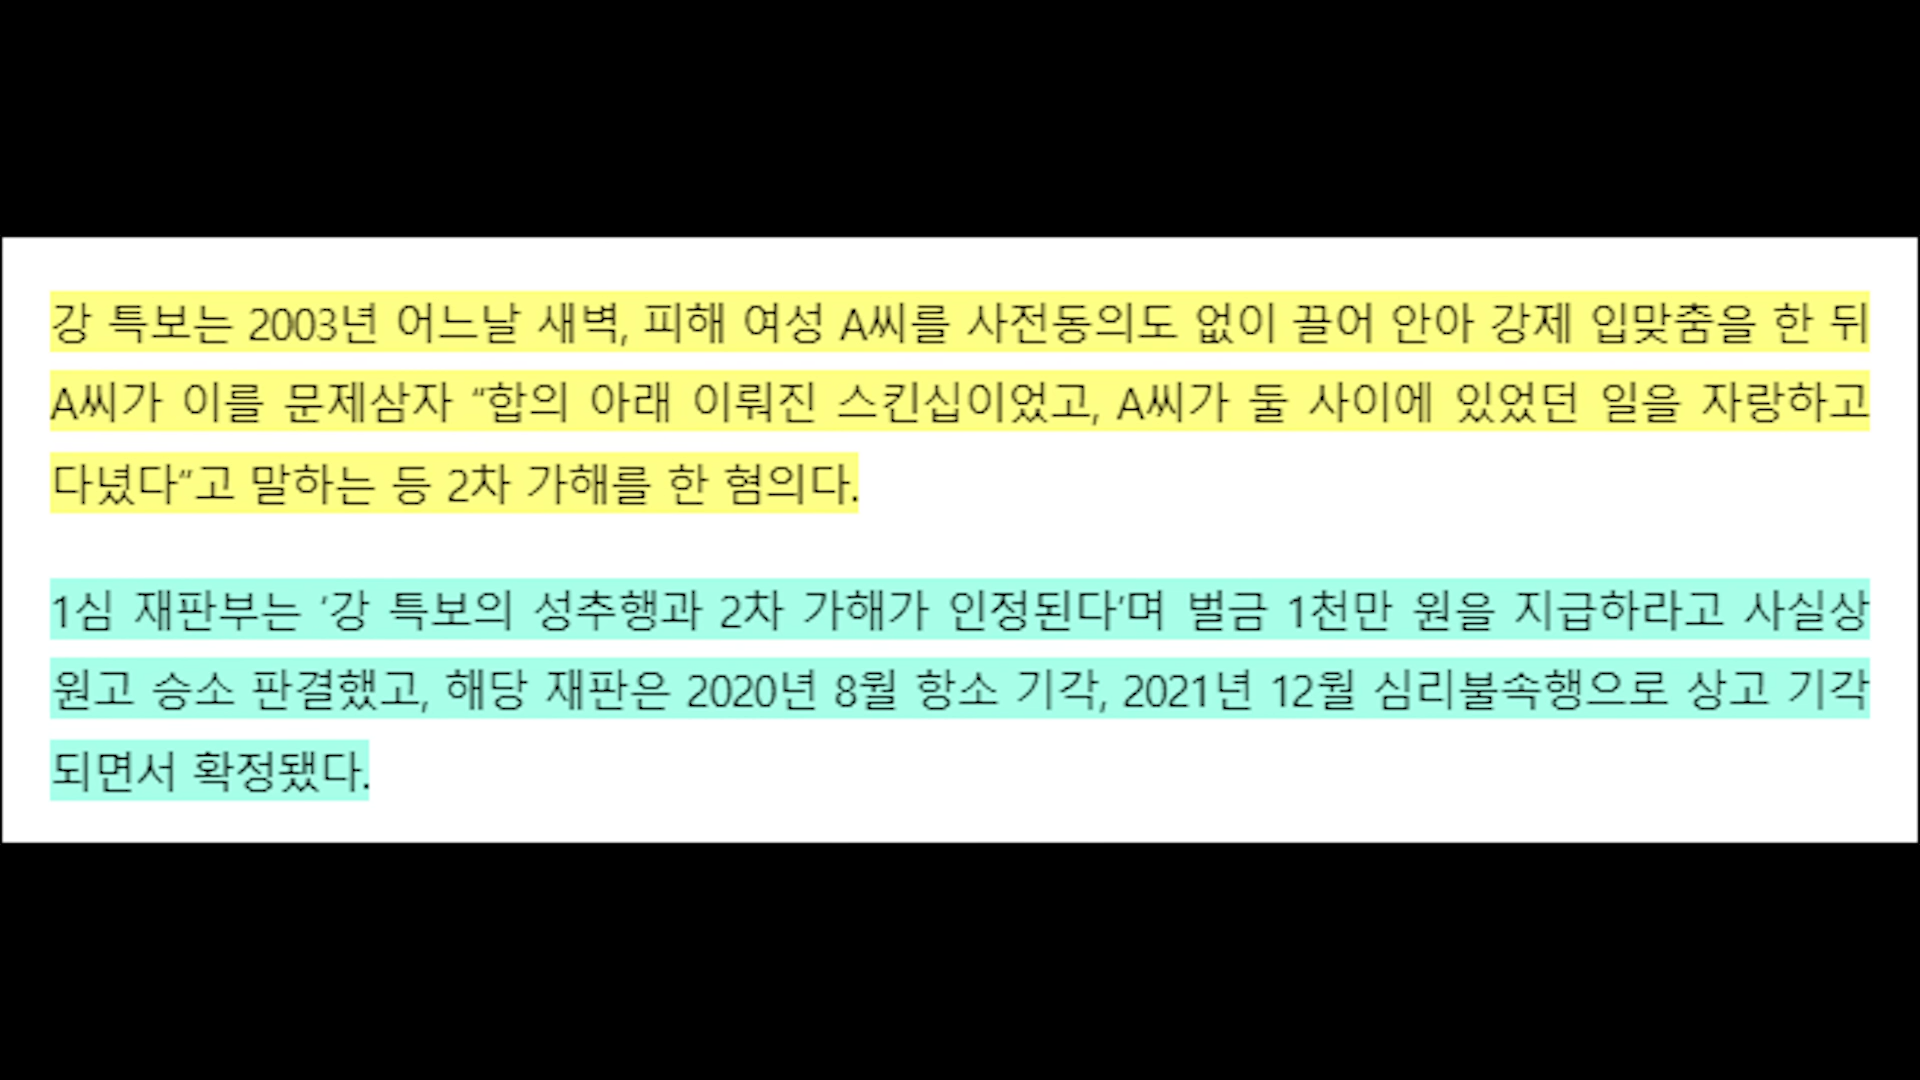 강 특보는 2003년 어느날 새벽, 피해 여성 A씨를 사전동의도 없이 끌어 안아 강제 입맞춤을 한 뒤
A씨가 이를 문제삼자 “합의 아래 이뤄진 스킨십이었고, A씨가 둘 사이에 있었던 일을 자랑하고
다녔다”고 말하는 등 2차 가해를 한 혐의다.
1심 재판부는 ‘강 특보의 성추행과 2차 가해가 인정된다’며 벌금 1천만 원을 지급하라고 사실상
원고 승소 판결했고, 해당 재판은 2020년 8월 항소 기각, 2021년 12월 심리불속행으로 상고 기각
되면서 확정됐다.